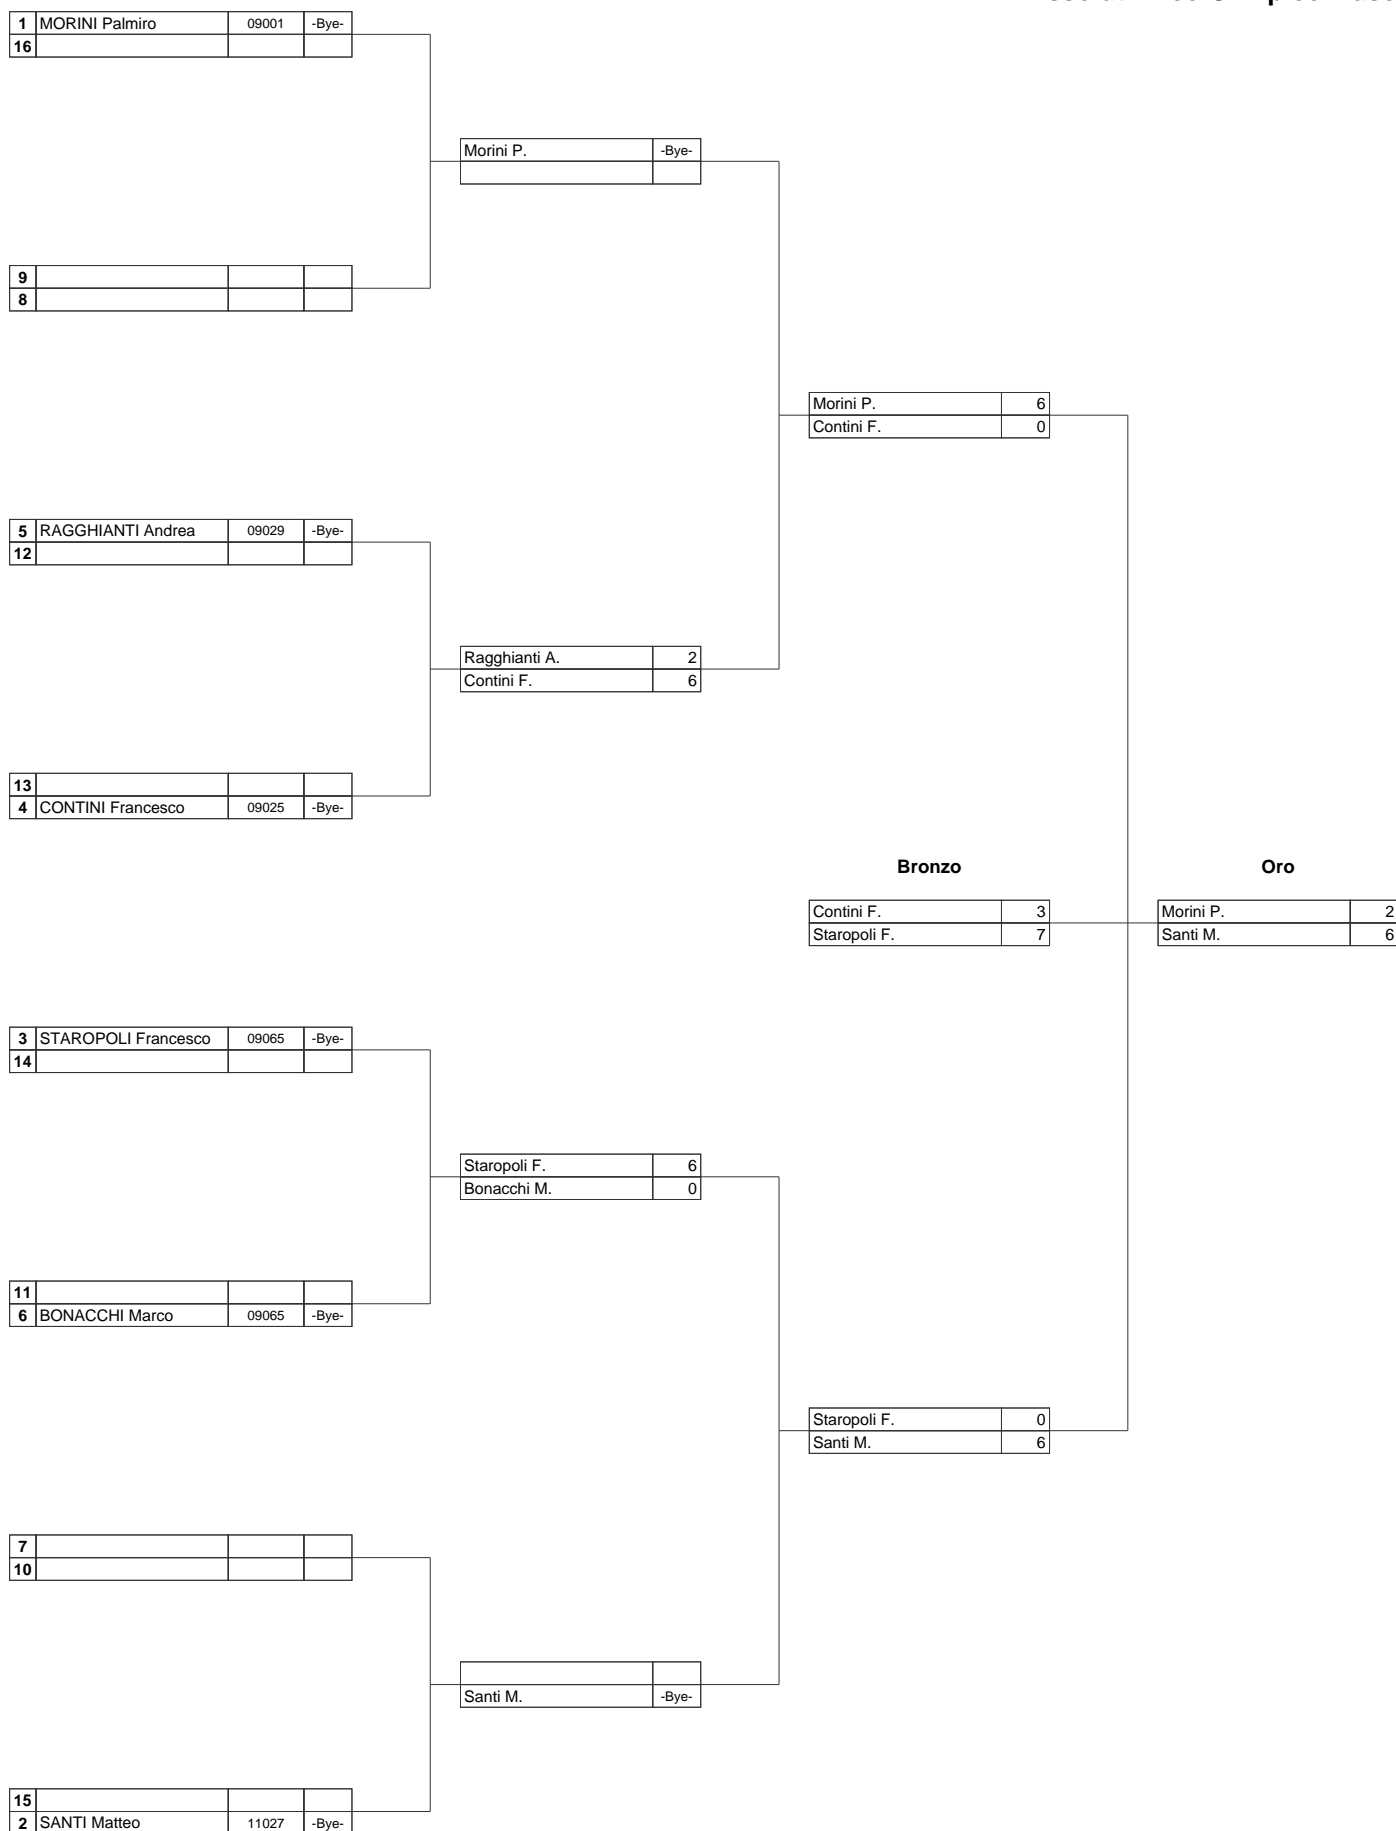 1 MORINI Palmiro 09001 -Bye-
16
Morini P. -Bye-
9
8
Morini P. 6
Contini F. 0
5 RAGGHIANTI Andrea 09029 -Bye-
12
Ragghianti A. 2
Contini F. 6
13
4 CONTINI Francesco 09025 -Bye-
Bronzo
Oro
Contini F. 3
Staropoli F. 7
Morini P. 2
Santi M. 6
3 STAROPOLI Francesco 09065 -Bye-
14
Staropoli F. 6
Bonacchi M. 0
11
6 BONACCHI Marco 09065 -Bye-
Staropoli F. 0
Santi M. 6
7
10
Santi M. -Bye-
15
2 SANTI Matteo 11027 -Bye-